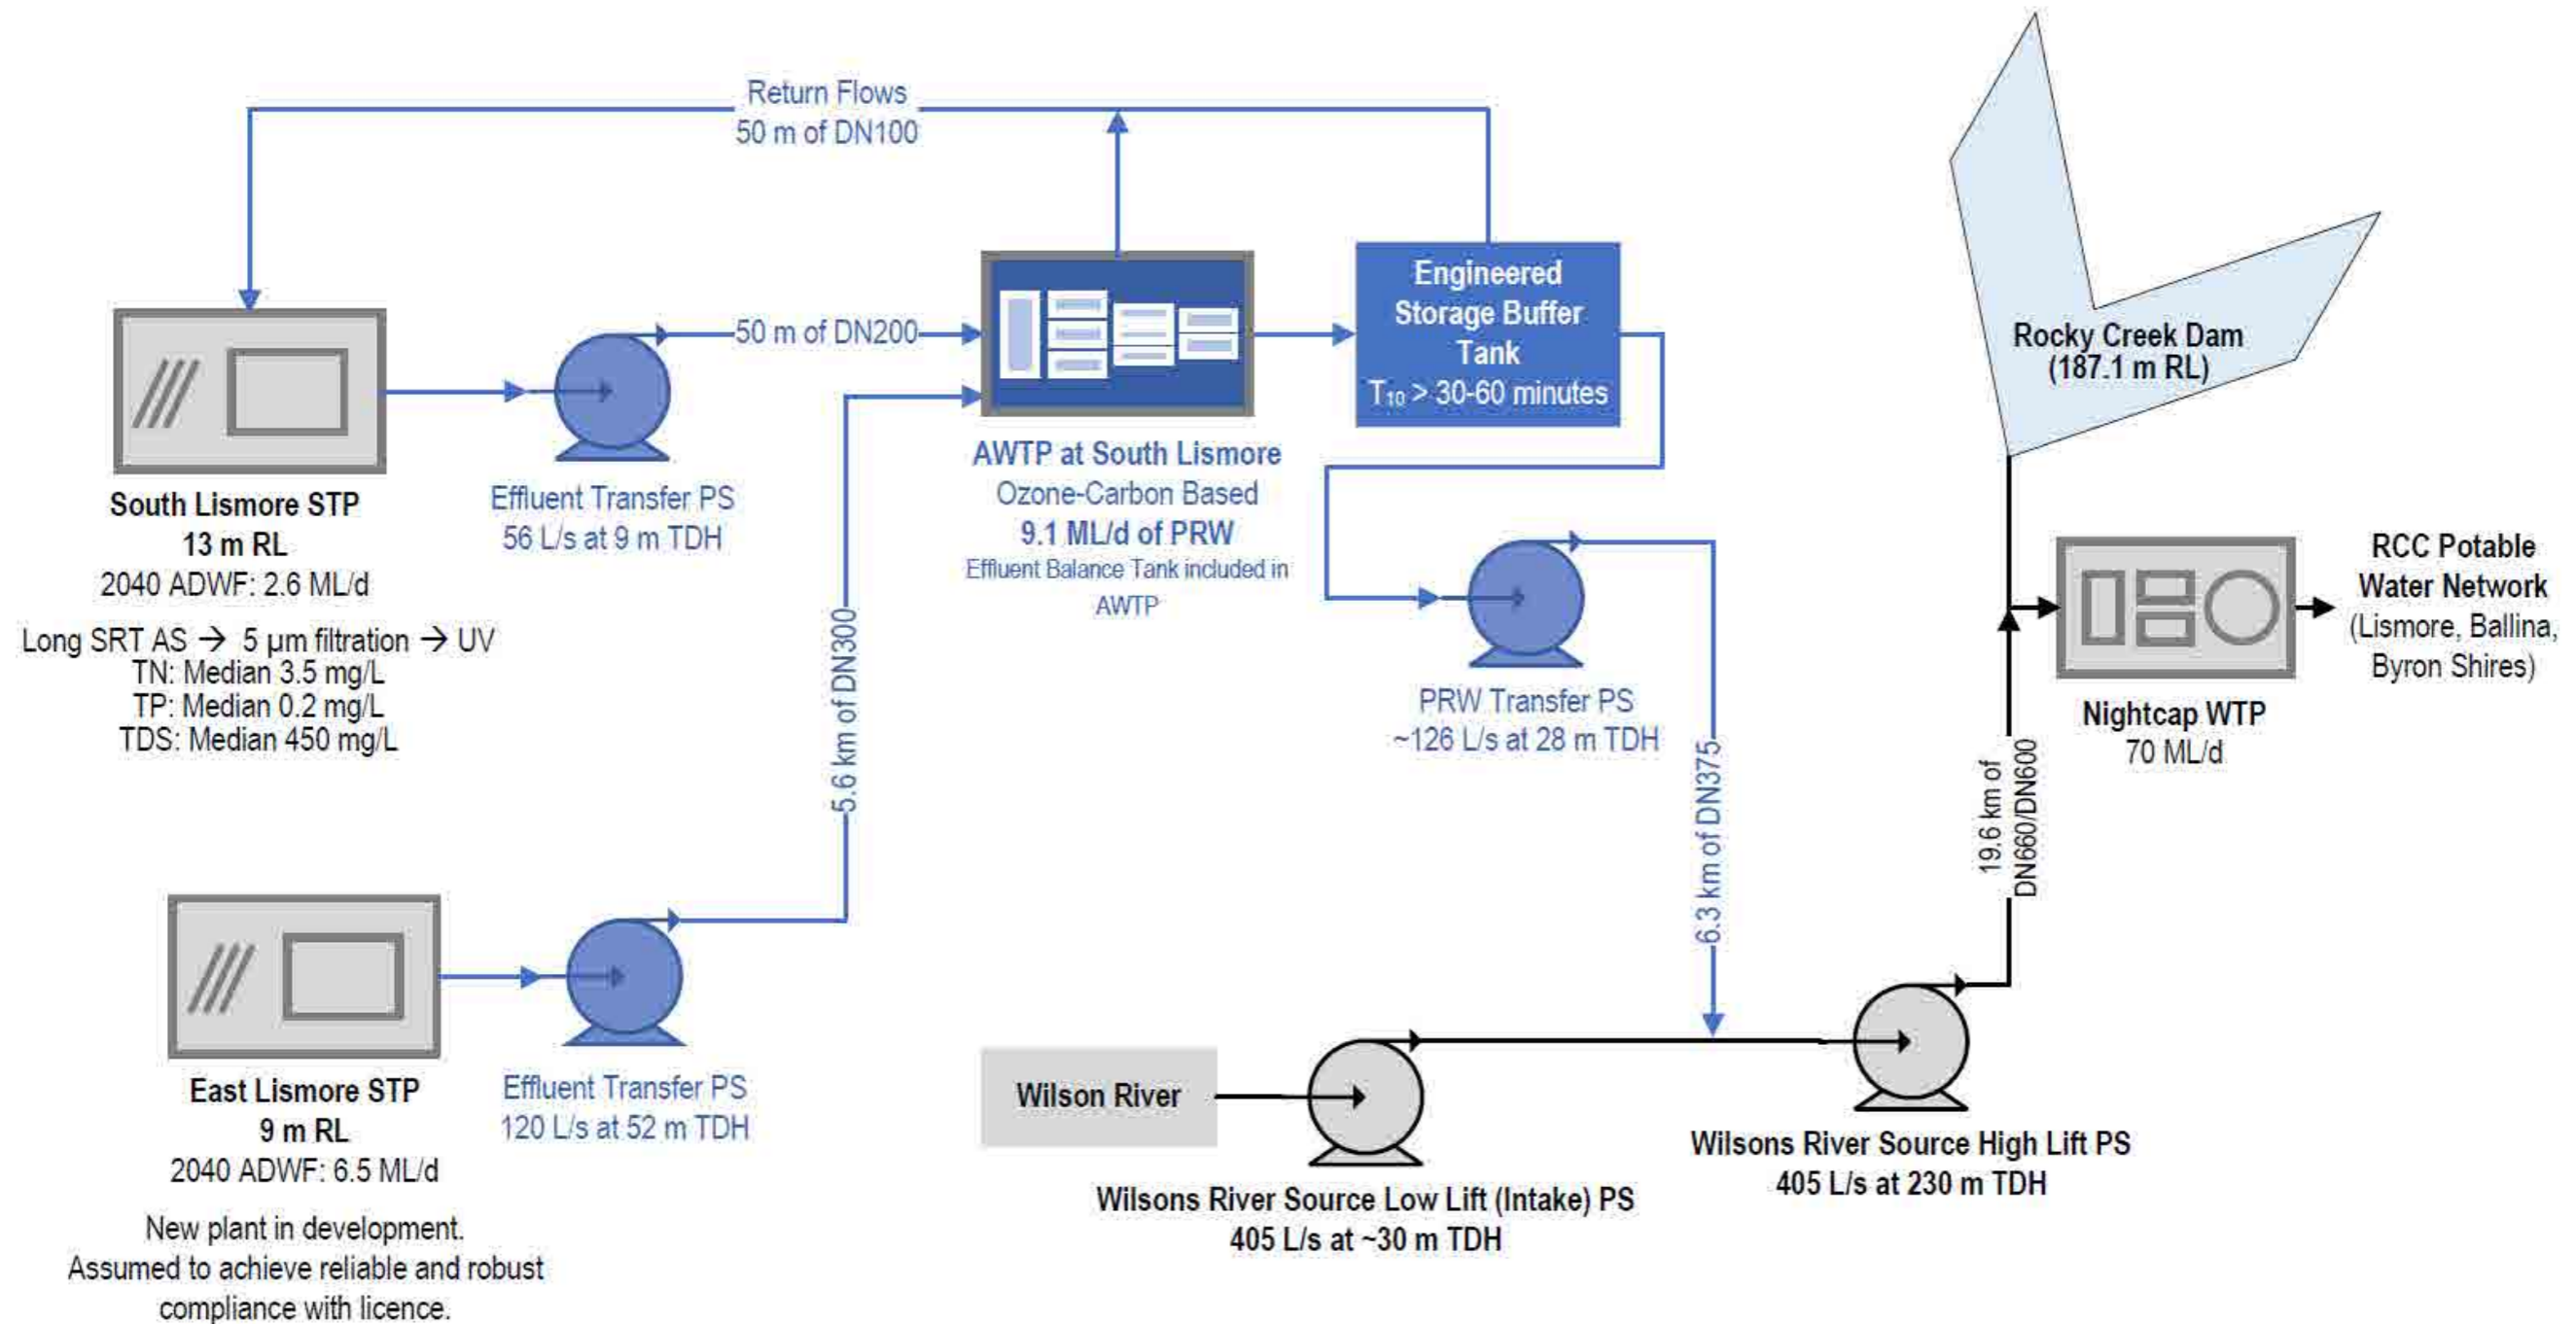 Return Flows
50 m of DN100
South Lismore STP
13 m RL
2040 ADWF: 2.6 ML/d
Long SRT AS → 5 µm filtration → UV
TN: Median 3.5 mg/L
TP: Median 0.2 mg/L
TDS: Median 450 mg/L
Effluent Transfer PS
56 L/s at 9 m TDH
50 m of DN200
5.6 km of DN300
AWTP at South Lismore
Ozone-Carbon Based
9.1 ML/d of PRW
Effluent Balance Tank included in
AWTP
Engineered
Storage Buffer
Tank
T₁₀ > 30-60 minutes
PRW Transfer PS
~126 L/s at 28 m TDH
6.3 km of DN375
Rocky Creek Dam
(187.1 m RL)
Nightcap WTP
70 ML/d
RCC Potable
Water Network
(Lismore, Ballina,
Byron Shires)
19.6 km of
DN660/DN600
East Lismore STP
9 m RL
2040 ADWF: 6.5 ML/d
New plant in development.
Assumed to achieve reliable and robust
compliance with licence.
Effluent Transfer PS
120 L/s at 52 m TDH
Wilson River
Wilsons River Source Low Lift (Intake) PS
405 L/s at ~30 m TDH
Wilsons River Source High Lift PS
405 L/s at 230 m TDH